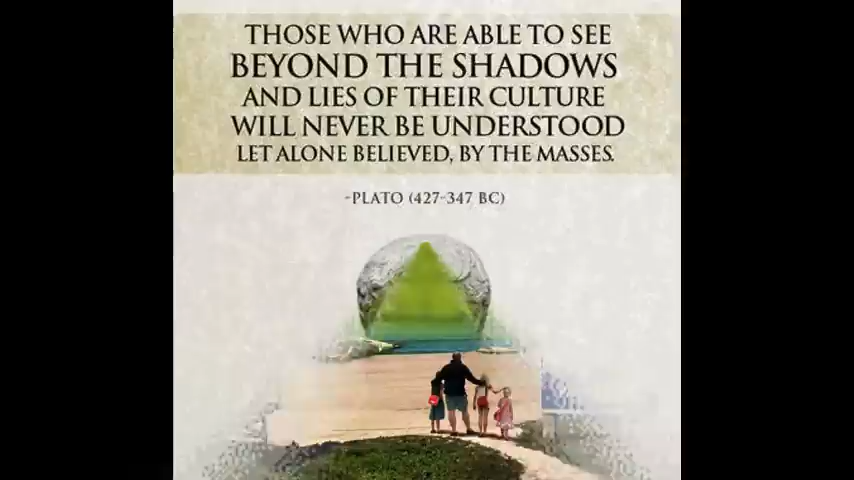 THOSE WHO ARE ABLE TO SEE
BEYOND THE SHADOWS
AND LIES OF THEIR CULTURE
WILL NEVER BE UNDERSTOOD
LET ALONE BELIEVED, BY THE MASSES.
-PLATO (427-347 BC)